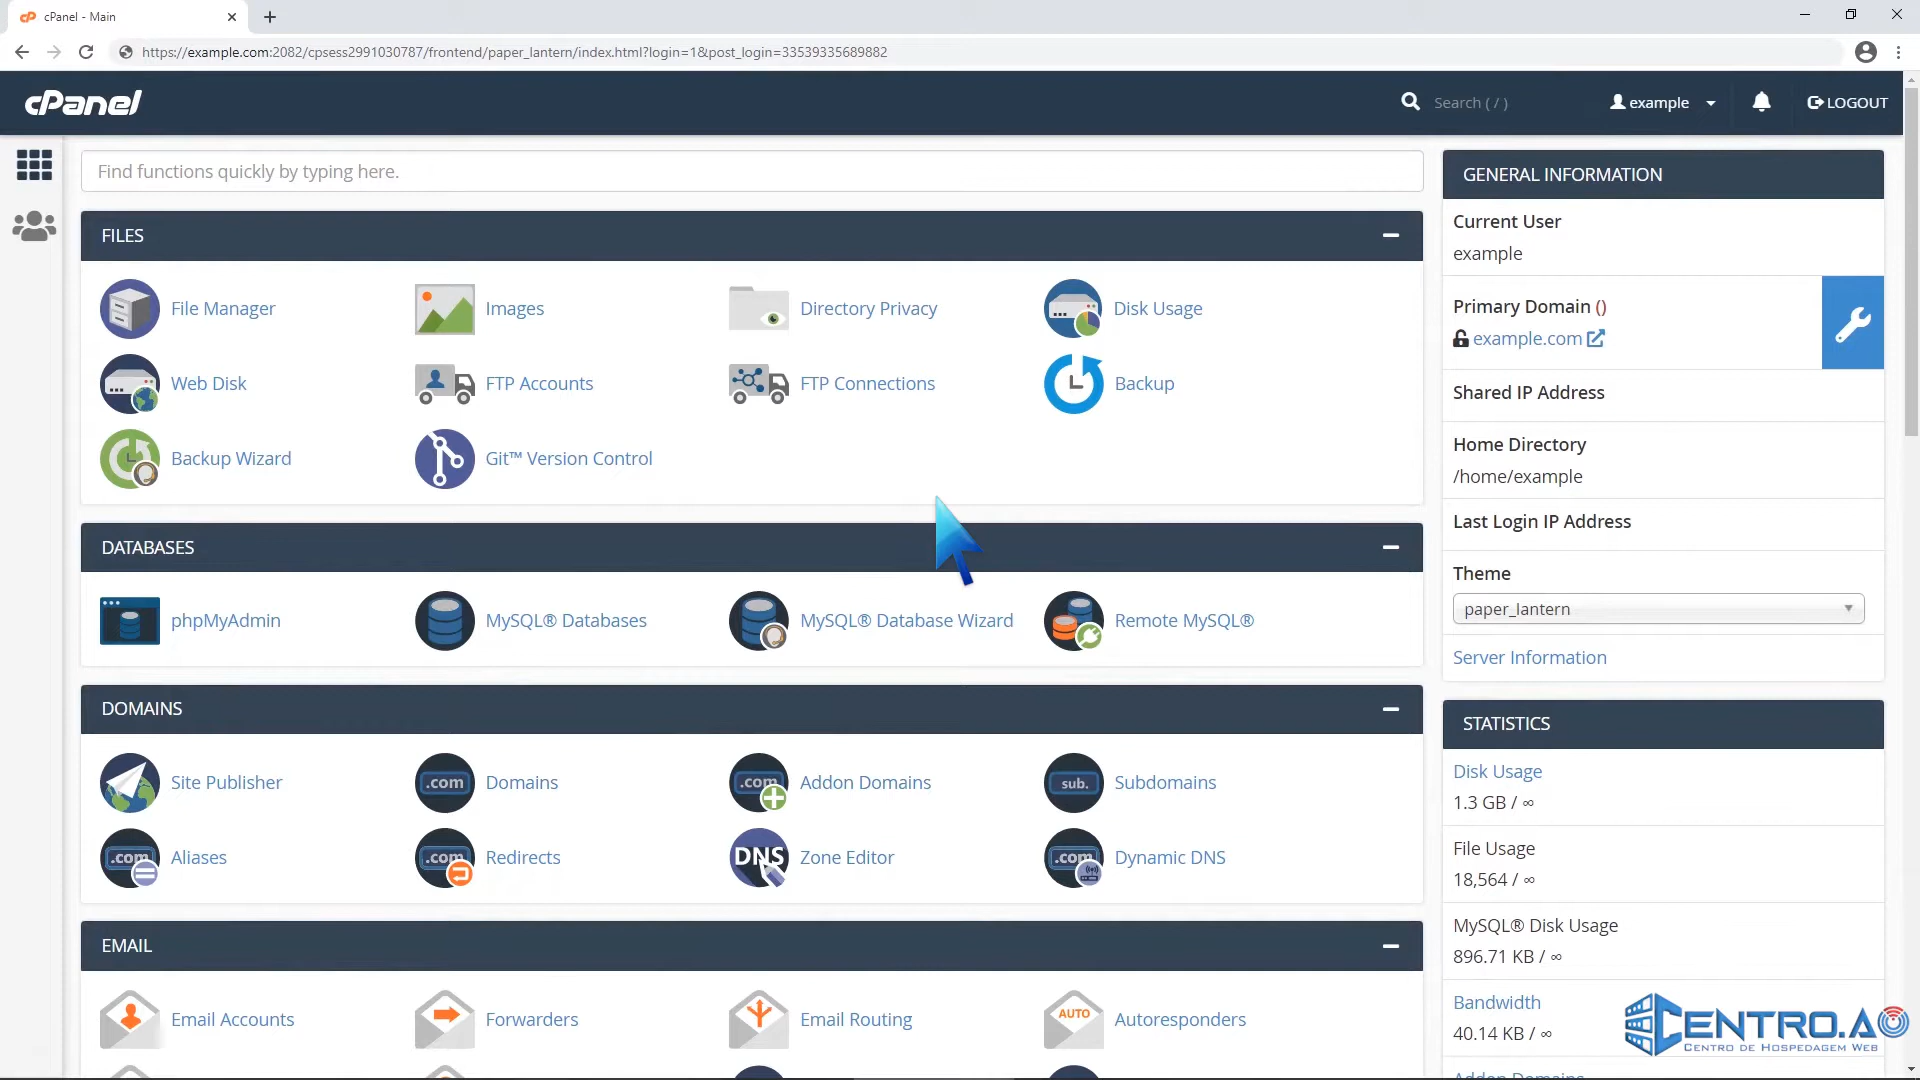 cPanel - Main
https://example.com:2082/cpsess2991030787/frontend/paper_lantern/index.html?login=1&post_login=33539335689882
cPanel
Search ( / )
example
LOGOUT
Find functions quickly by typing here.
FILES
File Manager
Images
Directory Privacy
Disk Usage
Web Disk
FTP Accounts
FTP Connections
Backup
Backup Wizard
Git™ Version Control
DATABASES
phpMyAdmin
MySQL® Databases
MySQL® Database Wizard
Remote MySQL®
DOMAINS
Site Publisher
.com
Domains
.com
Addon Domains
sub.
Subdomains
.com
Aliases
.com
Redirects
DNS
Zone Editor
.com
Dynamic DNS
EMAIL
Email Accounts
Forwarders
Email Routing
AUTO
Autoresponders
GENERAL INFORMATION
Current User
example
Primary Domain ()
example.com
Shared IP Address
Home Directory
/home/example
Last Login IP Address
Theme
paper_lantern
Server Information
STATISTICS
Disk Usage
1.3 GB / ∞
File Usage
18,564 / ∞
MySQL® Disk Usage
896.71 KB / ∞
Bandwidth
40.14 KB / ∞
Addon Domains
CENTRO.AO
CENTRO DE HOSPEDAGEM WEB